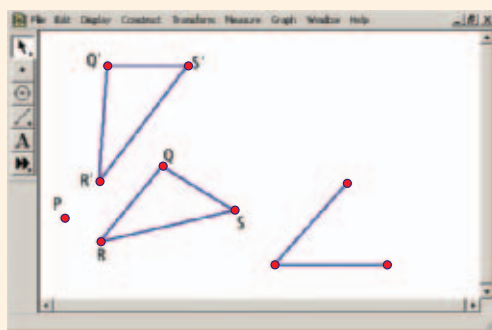 File Edit Display Construct Transform Measure Graph Window Help
A
Q' S'
R'
Q
P
S
R